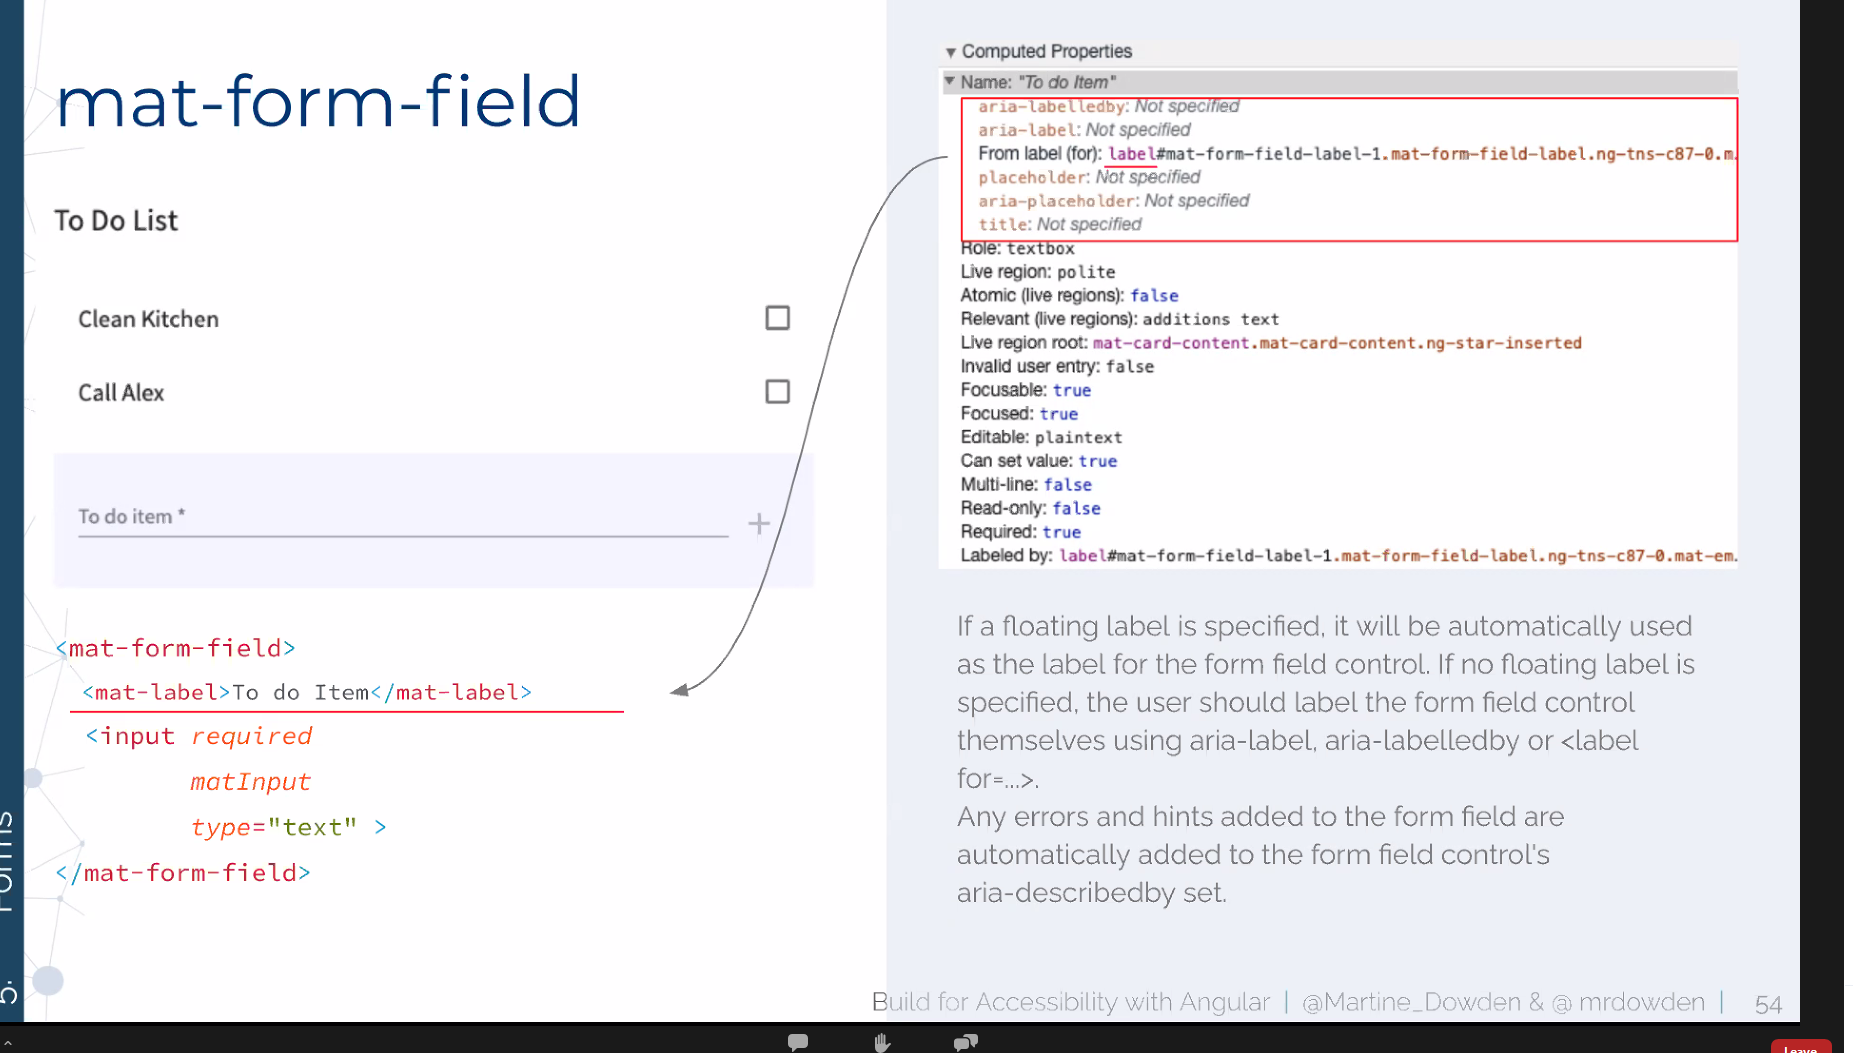 mat-form-field
To Do List
Clean Kitchen
Call Alex
To do item *
+
<mat-form-field>
<mat-label>To do Item</mat-label>
<input required
matInput
type="text" >
</mat-form-field>
Computed Properties
Name: "To do Item"
aria-labelledby: Not specified
aria-label: Not specified
From label (for): label#mat-form-field-label-1.mat-form-field-label.ng-tns-c87-0.m.
placeholder: Not specified
aria-placeholder: Not specified
title: Not specified
Role: textbox
Live region: polite
Atomic (live regions): false
Relevant (live regions): additions text
Live region root: mat-card-content.mat-card-content.ng-star-inserted
Invalid user entry: false
Focusable: true
Focused: true
Editable: plaintext
Can set value: true
Multi-line: false
Read-only: false
Required: true
Labeled by: label#mat-form-field-label-1.mat-form-field-label.ng-tns-c87-0.mat-em.
If a floating label is specified, it will be automatically used
as the label for the form field control. If no floating label is
specified, the user should label the form field control
themselves using aria-label, aria-labelledby or <label
for=...>.
Any errors and hints added to the form field are
automatically added to the form field control's
aria-describedby set.
5. Forms
Build for Accessibility with Angular | @Martine_Dowden & @ mrdowden | 54
Leave